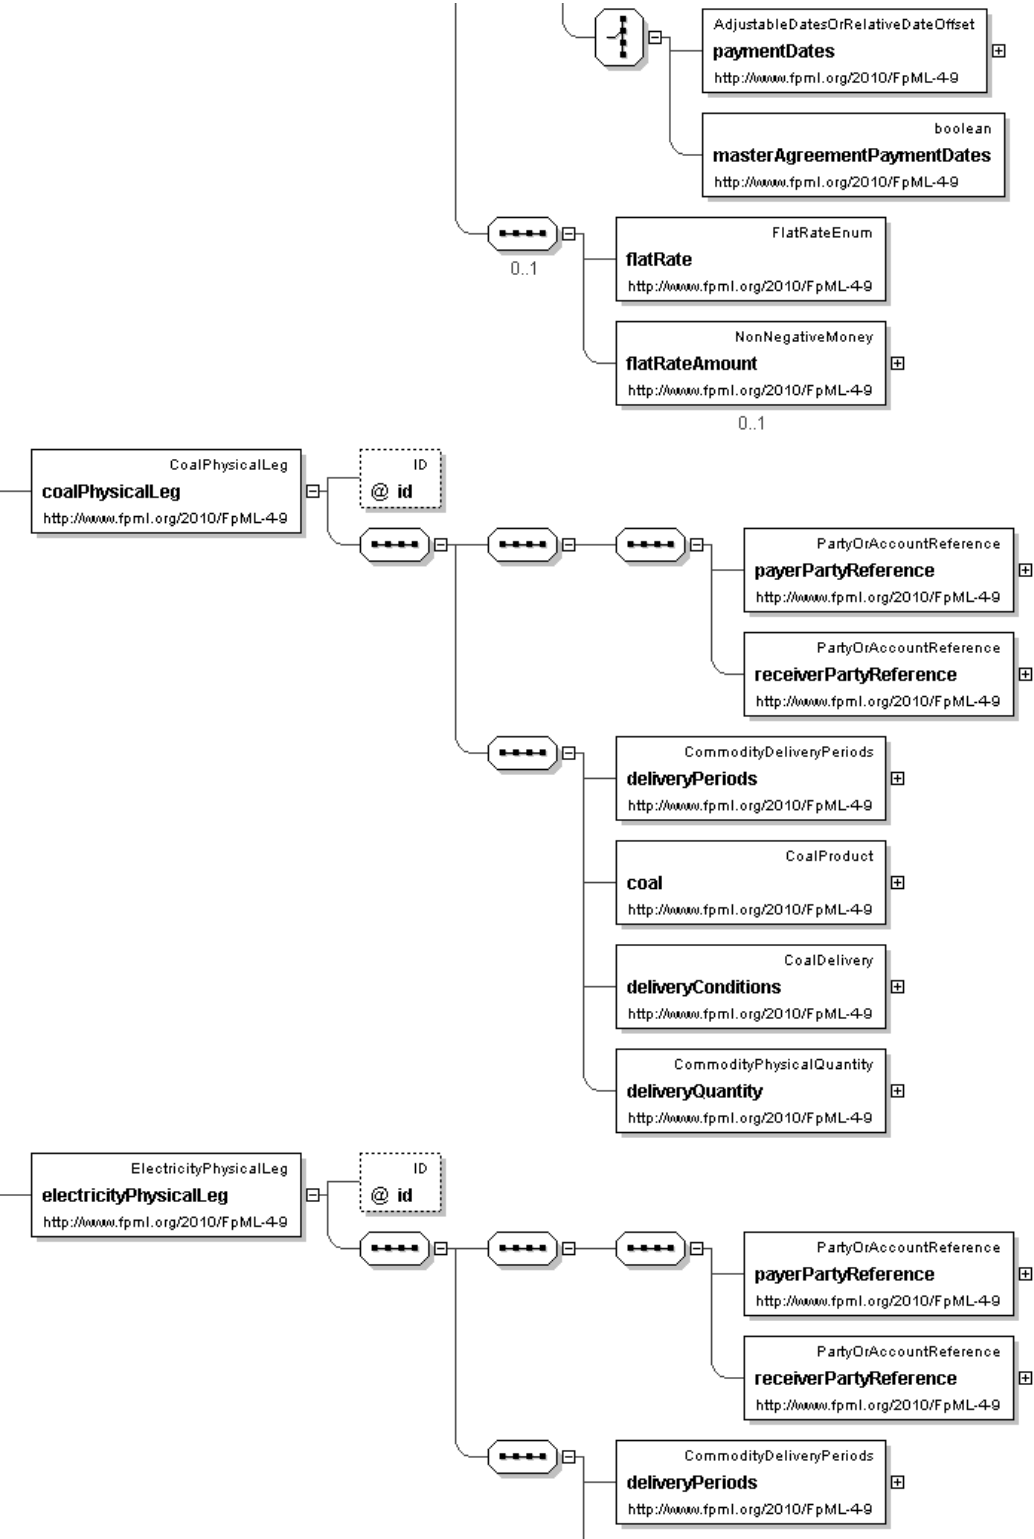 AdjustableDatesOrRelativeDateOffset
paymentDates
http://www.fpml.org/2010/FpML-4-9
boolean
masterAgreementPaymentDates
http://www.fpml.org/2010/FpML-4-9
FlatRateEnum
flatRate
http://www.fpml.org/2010/FpML-4-9
0..1
NonNegativeMoney
flatRateAmount
http://www.fpml.org/2010/FpML-4-9
0..1
CoalPhysicalLeg
coalPhysicalLeg
http://www.fpml.org/2010/FpML-4-9
ID
@ id
PartyOrAccountReference
payerPartyReference
http://www.fpml.org/2010/FpML-4-9
PartyOrAccountReference
receiverPartyReference
http://www.fpml.org/2010/FpML-4-9
CommodityDeliveryPeriods
deliveryPeriods
http://www.fpml.org/2010/FpML-4-9
CoalProduct
coal
http://www.fpml.org/2010/FpML-4-9
CoalDelivery
deliveryConditions
http://www.fpml.org/2010/FpML-4-9
CommodityPhysicalQuantity
deliveryQuantity
http://www.fpml.org/2010/FpML-4-9
ElectricityPhysicalLeg
electricityPhysicalLeg
http://www.fpml.org/2010/FpML-4-9
ID
@ id
PartyOrAccountReference
payerPartyReference
http://www.fpml.org/2010/FpML-4-9
PartyOrAccountReference
receiverPartyReference
http://www.fpml.org/2010/FpML-4-9
CommodityDeliveryPeriods
deliveryPeriods
http://www.fpml.org/2010/FpML-4-9